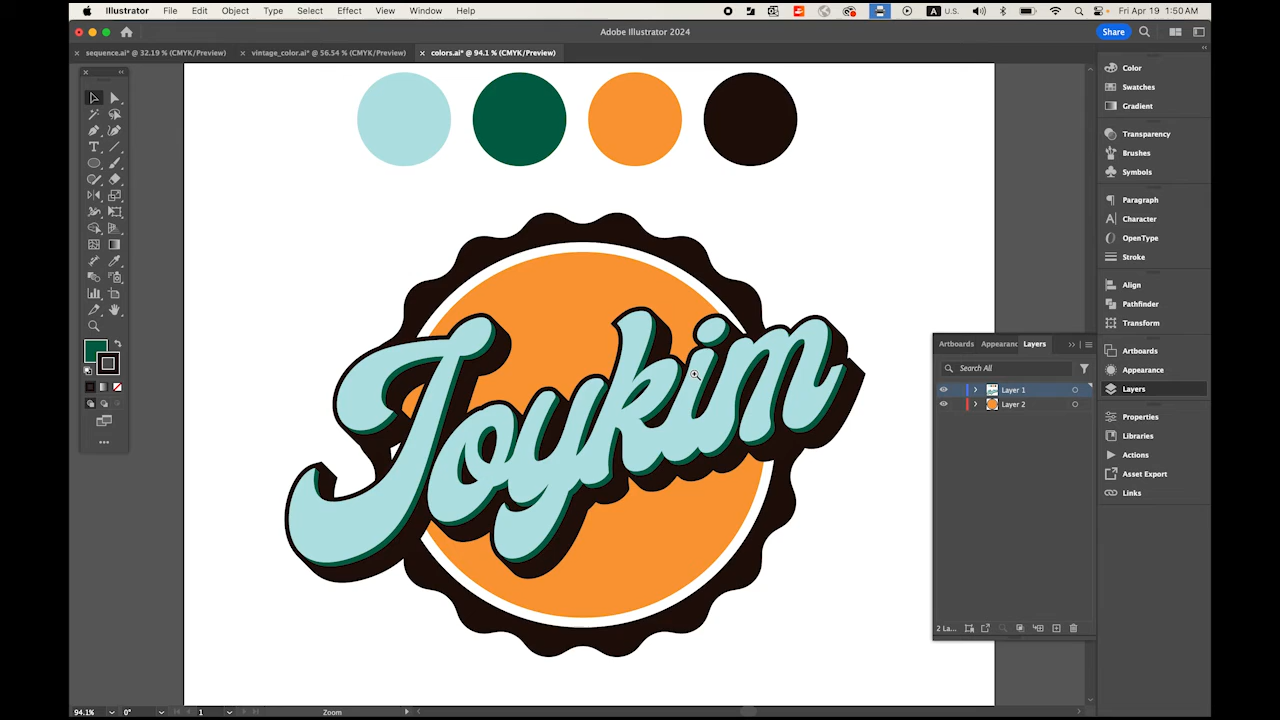 Illustrator File Edit Object Type Select Effect View Window Help A U.S. Fri Apr 19 1:50 AM
Adobe Illustrator 2024
Share
× sequence.ai* @ 32.19 % (CMYK/Preview) × vintage_color.ai* @ 56.54 % (CMYK/Preview) × colors.ai* @ 94.1 % (CMYK/Preview)
Color
Swatches
Gradient
Transparency
Brushes
Symbols
Paragraph
Character
OpenType
Stroke
Align
Pathfinder
Transform
Artboards
Appearance
Layers
Properties
Libraries
Actions
Asset Export
Links
Artboards Appearanc Layers
Search All
Layer 1
Layer 2
2 La...
Joykim
94.1% 0° 1 Zoom